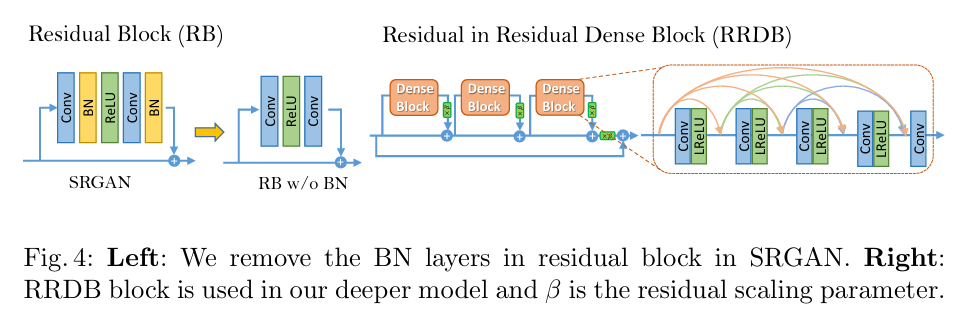 Residual Block (RB)
Residual in Residual Dense Block (RRDB)
Conv
BN
ReLU
Conv
BN
SRGAN
Conv
ReLU
Conv
RB w/o BN
Dense
Block
×β
Dense
Block
×β
Dense
Block
×β
×β
Conv
LReLU
Conv
LReLU
Conv
LReLU
Conv
LReLU
Conv
Fig. 4: Left: We remove the BN layers in residual block in SRGAN. Right:
RRDB block is used in our deeper model and β is the residual scaling parameter.